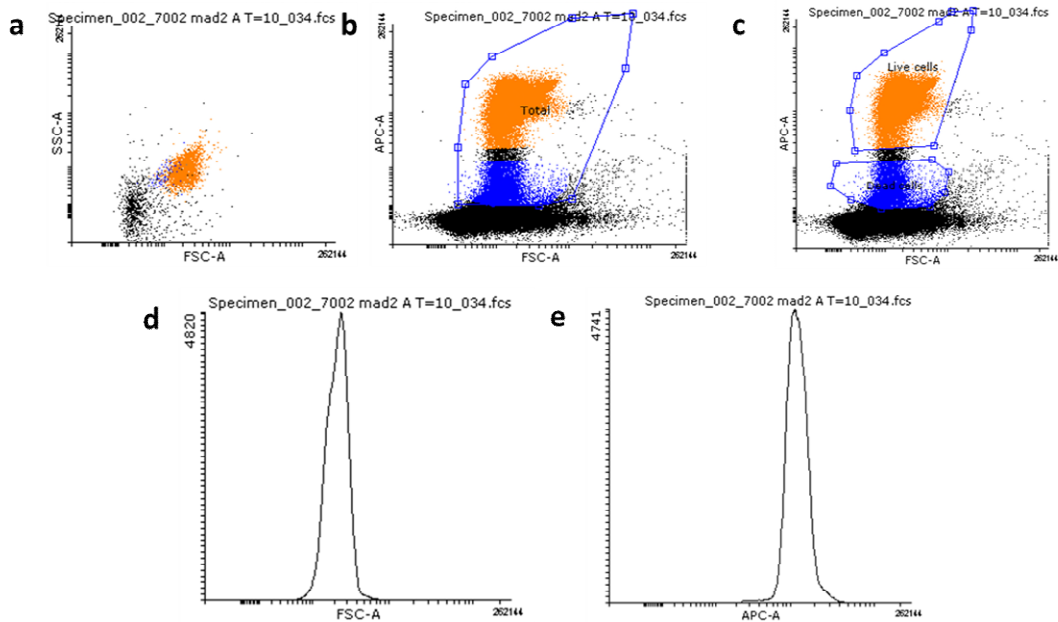 a
Specimen_002_7002 mad2 A T=10_034.fcs
262144
SSC-A
FSC-A
262144
b
Specimen_002_7002 mad2 A T=10_034.fcs
262144
APC-A
Total
FSC-A
262144
c
Specimen_002_7002 mad2 A T=10_034.fcs
262144
APC-A
Live cells
Dead cells
FSC-A
262144
d
Specimen_002_7002 mad2 A T=10_034.fcs
4820
FSC-A
262144
e
Specimen_002_7002 mad2 A T=10_034.fcs
4741
APC-A
262144